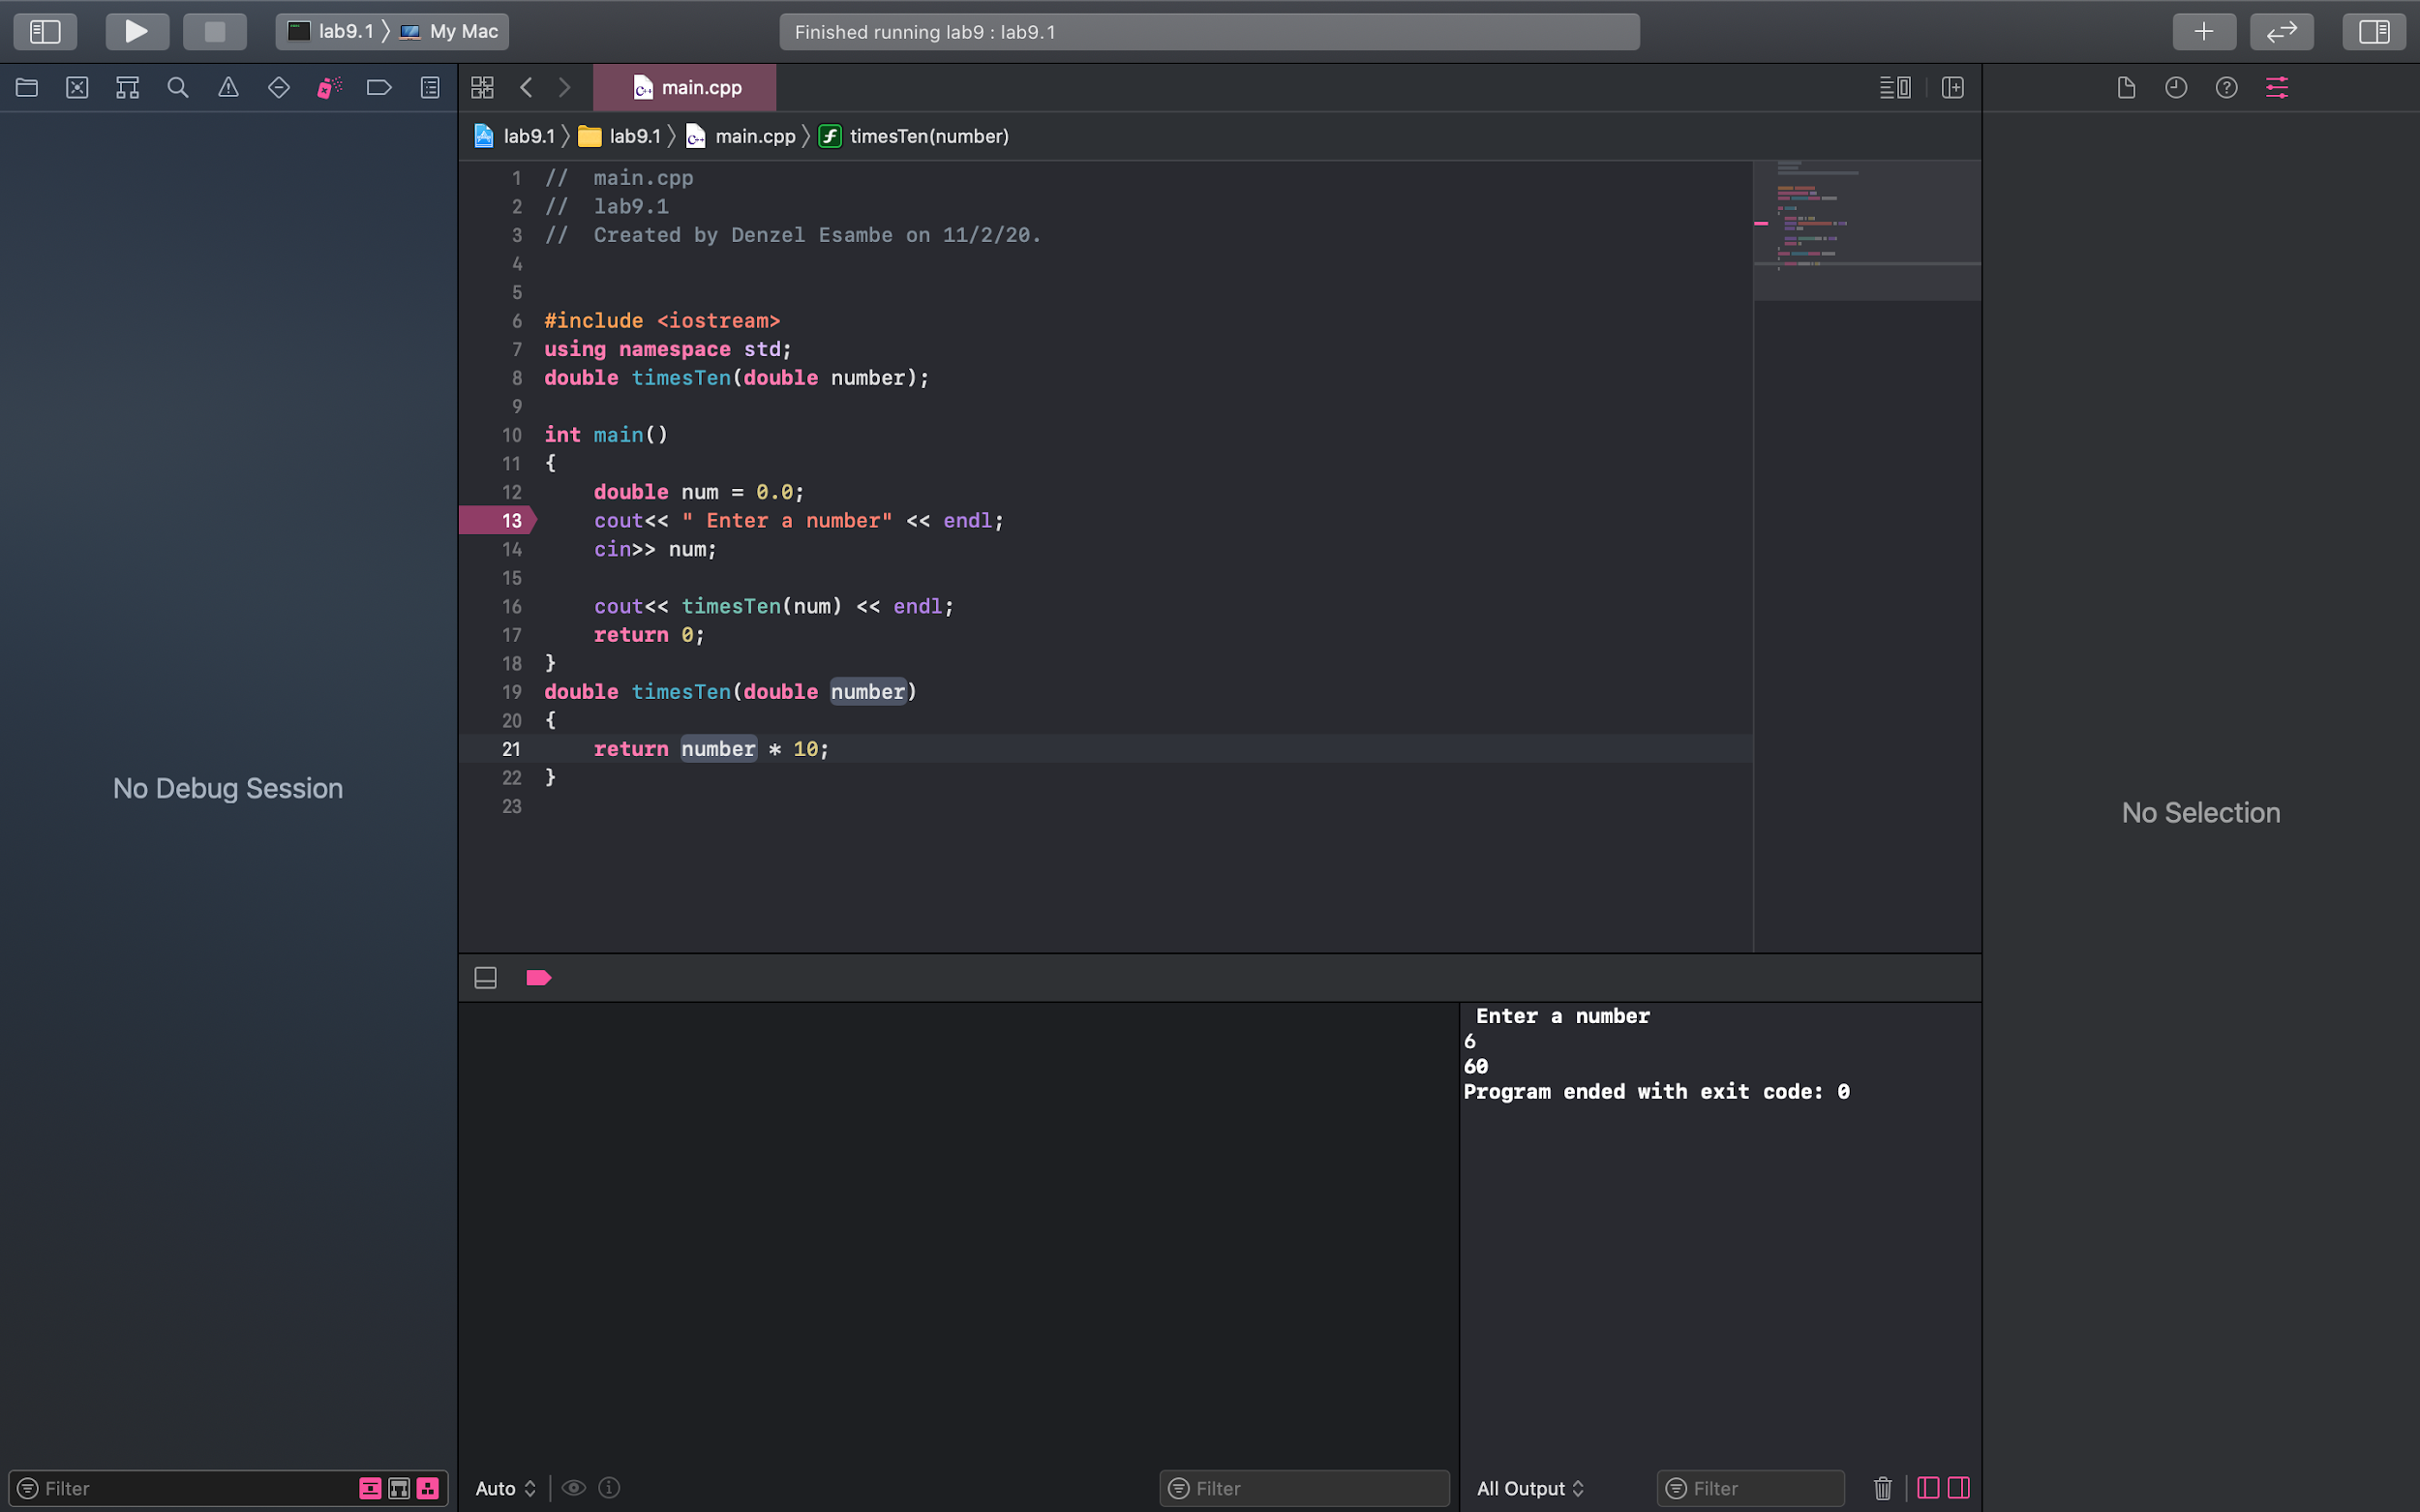 lab9.1 My Mac
Finished running lab9 : lab9.1
main.cpp
lab9.1 lab9.1 main.cpp timesTen(number)
1 //  main.cpp
2 //  lab9.1
3 //  Created by Denzel Esambe on 11/2/20.
4
5
6 #include <iostream>
7 using namespace std;
8 double timesTen(double number);
9
10 int main()
11 {
12     double num = 0.0;
13     cout<< " Enter a number" << endl;
14     cin>> num;
15
16     cout<< timesTen(num) << endl;
17     return 0;
18 }
19 double timesTen(double number)
20 {
21     return number * 10;
22 }
23
No Debug Session
No Selection
 Enter a number
6
60
Program ended with exit code: 0
Filter
Auto
Filter
All Output
Filter